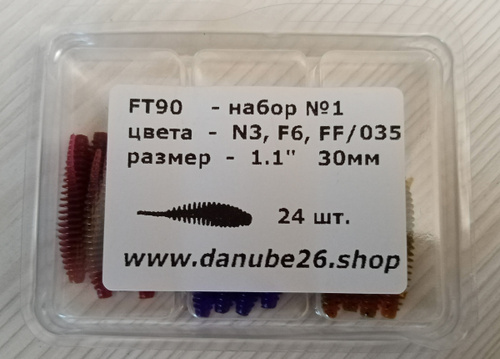 FT90 - набор №1
цвета - N3, F6, FF/035
размер - 1.1" 30мм
24 шт.
www.danube26.shop